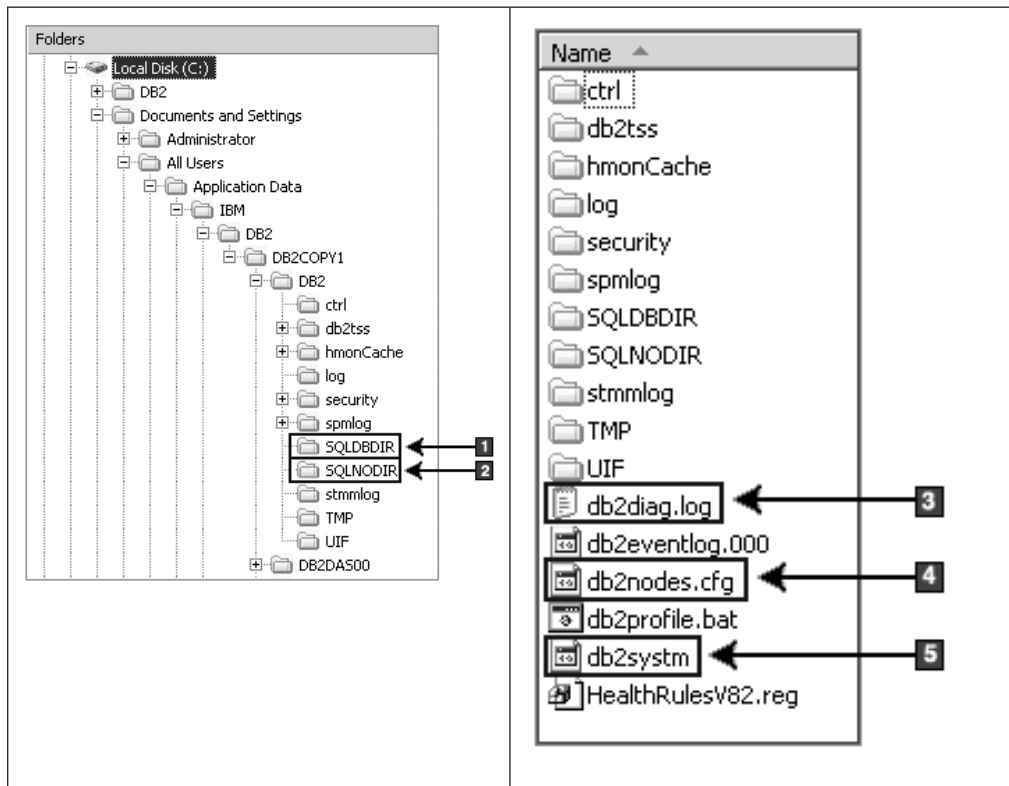 Folders
Local Disk (C:)
DB2
Documents and Settings
Administrator
All Users
Application Data
IBM
DB2
DB2COPY1
DB2
ctrl
db2tss
hmonCache
log
security
spmlog
SQLDBDIR 1
SQLNODIR 2
stmmlog
TMP
UIF
DB2DAS00
Name
ctrl
db2tss
hmonCache
log
security
spmlog
SQLDBDIR
SQLNODIR
stmmlog
TMP
UIF
db2diag.log 3
db2eventlog.000
db2nodes.cfg 4
db2profile.bat
db2systm 5
HealthRulesV82.reg